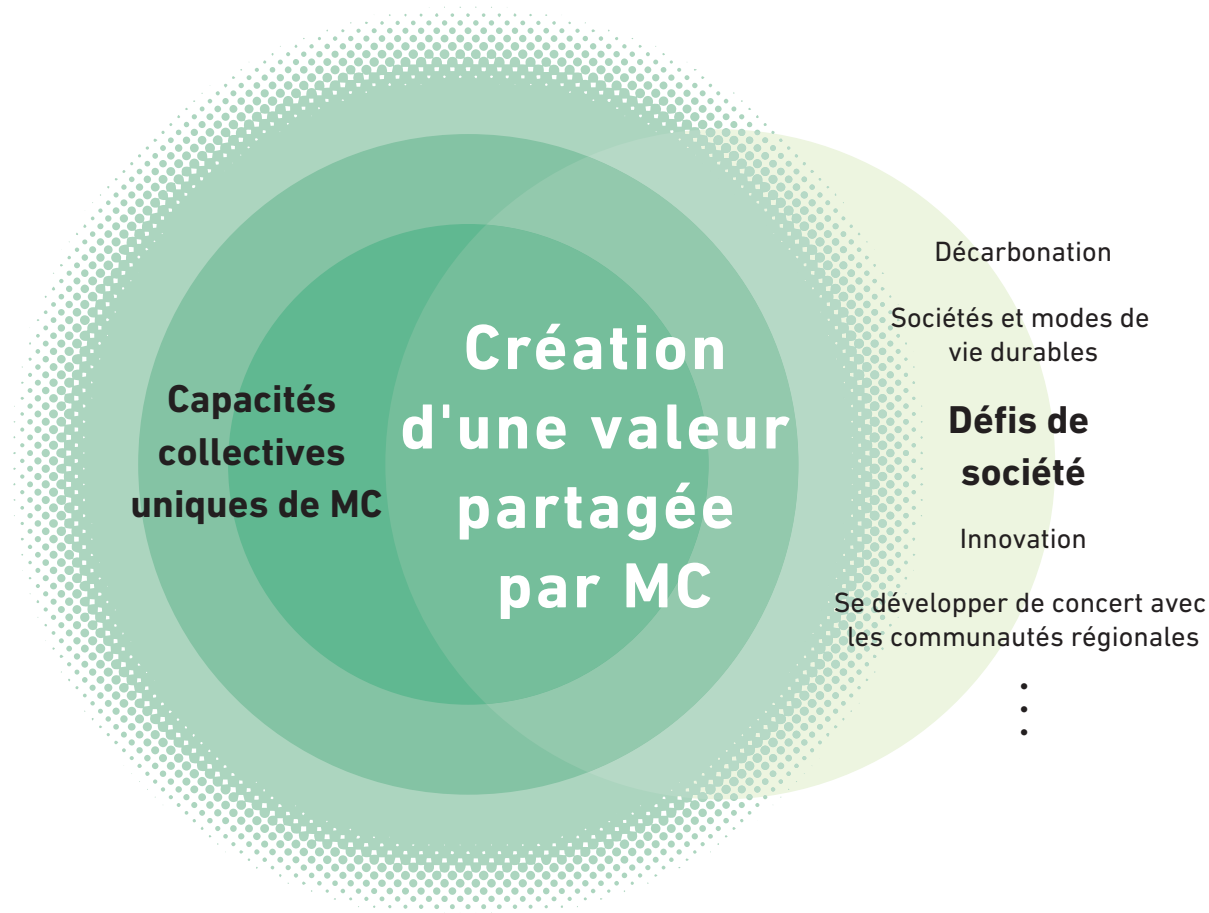 Capacités
collectives
uniques de MC
Création
d'une valeur
partagée
par MC
Décarbonation
Sociétés et modes de
vie durables
Défis de
société
Innovation
Se développer de concert avec
les communautés régionales